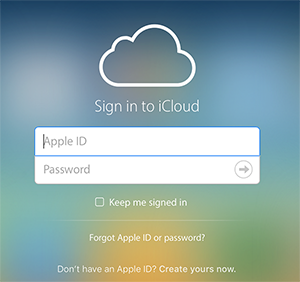 Sign in to iCloud
Apple ID
Password
Keep me signed in
Forgot Apple ID or password?
Don't have an Apple ID? Create yours now.